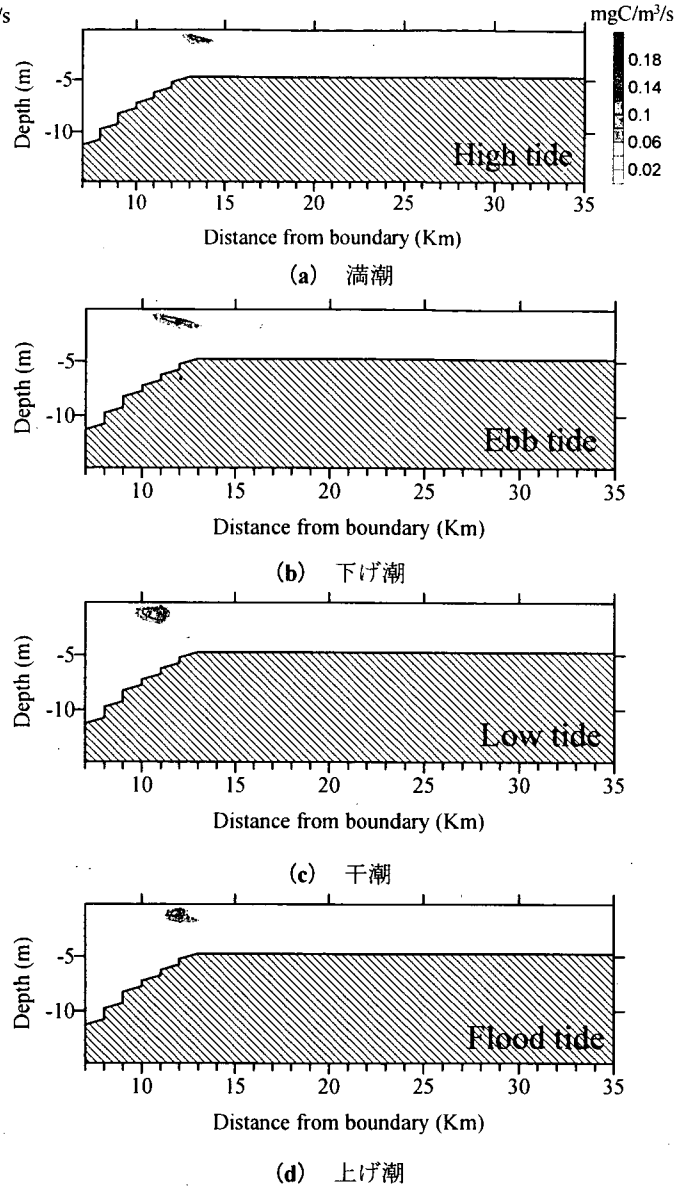 /s
mgC/m³/s
0.18
0.14
0.1
0.06
0.02
Depth (m)
-5
-10
High tide
10 15 20 25 30 35
Distance from boundary (Km)
(a) 満潮
Depth (m)
-5
-10
Ebb tide
10 15 20 25 30 35
Distance from boundary (Km)
(b) 下げ潮
Depth (m)
-5
-10
Low tide
10 15 20 25 30 35
Distance from boundary (Km)
(c) 干潮
Depth (m)
-5
-10
Flood tide
10 15 20 25 30 35
Distance from boundary (Km)
(d) 上げ潮